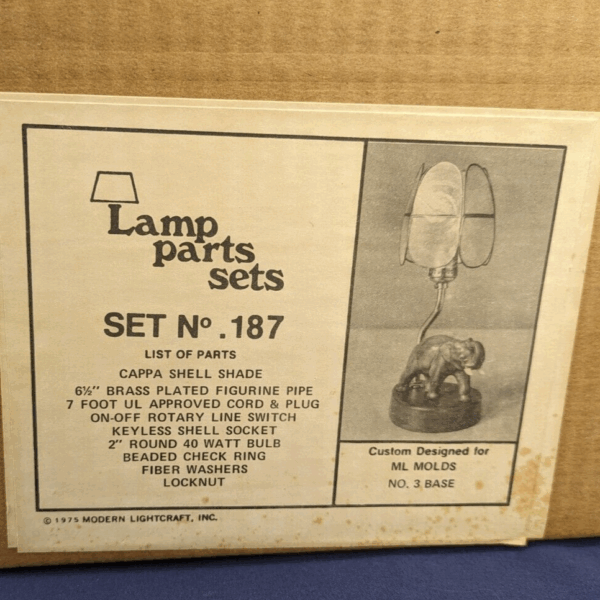 Lamp
parts
sets
SET Nº .187
LIST OF PARTS
CAPPA SHELL SHADE
6½" BRASS PLATED FIGURINE PIPE
7 FOOT UL APPROVED CORD & PLUG
ON-OFF ROTARY LINE SWITCH
KEYLESS SHELL SOCKET
2" ROUND 40 WATT BULB
BEADED CHECK RING
FIBER WASHERS
LOCKNUT
Custom Designed for
ML MOLDS
NO. 3 BASE
© 1975 MODERN LIGHTCRAFT, INC.